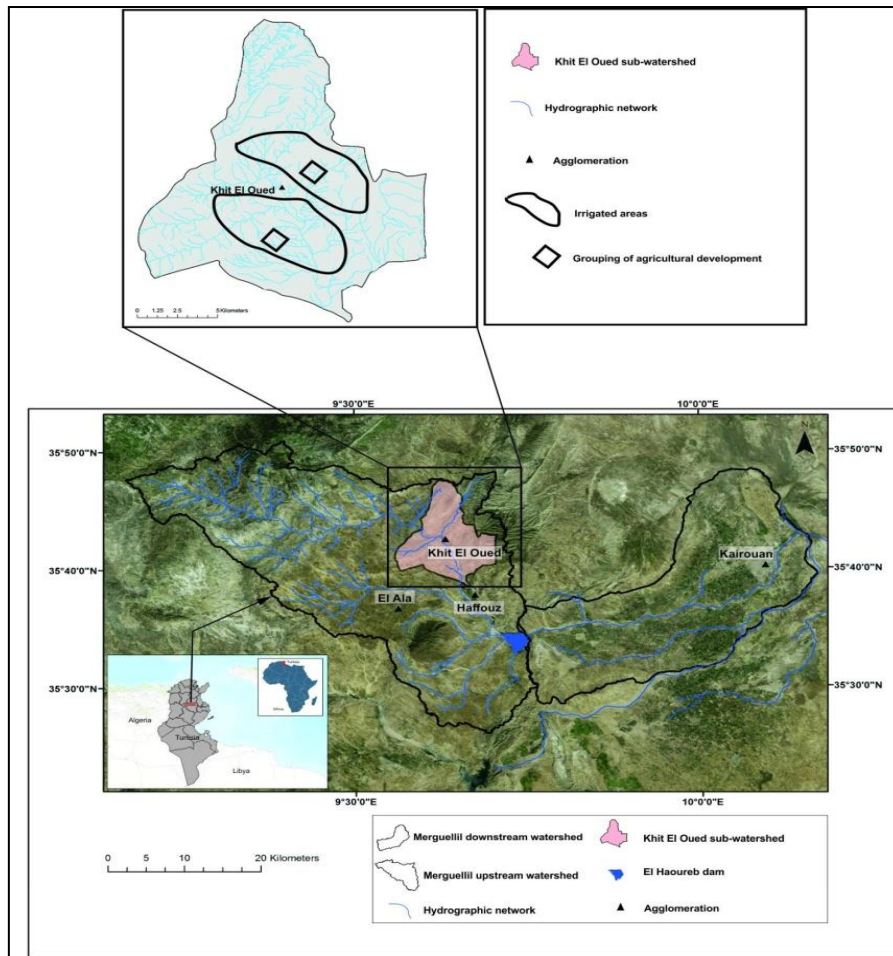 Khit El Oued
0 1.25 2.5 5 Kilometers
Khit El Oued sub-watershed
Hydrographic network
Agglomeration
Irrigated areas
Grouping of agricultural development
9°30'0"E 10°0'0"E
35°50'0"N 35°50'0"N
N
Khit El Oued
Kairouan
35°40'0"N 35°40'0"N
El Ala
Haffouz
35°30'0"N 35°30'0"N
Algeria
Tunisia
Libya
9°30'0"E 10°0'0"E
0 5 10 20 Kilometers
Merguellil downstream watershed
Khit El Oued sub-watershed
Merguellil upstream watershed
El Haoureb dam
Hydrographic network
Agglomeration